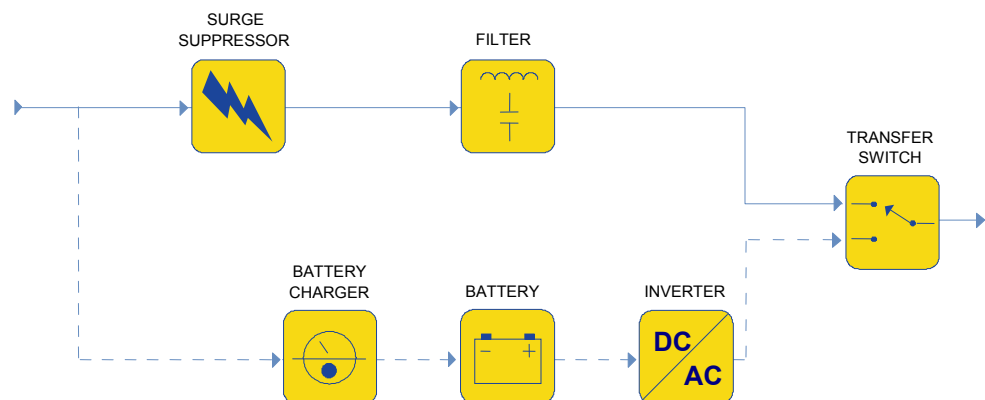 SURGE
SUPPRESSOR
FILTER
TRANSFER
SWITCH
BATTERY
CHARGER
BATTERY
INVERTER
DC
AC